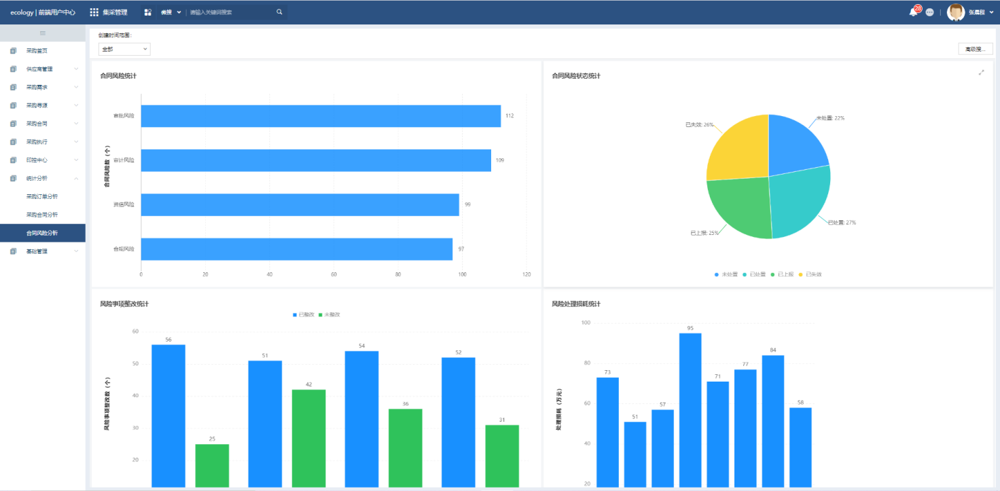 ecology | 前端用户中心 集采管理 微搜 请输入关键词搜索 28 张晨程
采购首页
供应商管理
采购需求
采购寻源
采购合同
采购执行
印控中心
统计分析
采购订单分析
采购合同分析
合同风险分析
基础管理
创建时间范围:
全部
高级搜...
合同风险统计
合同风险数(个)
审批风险 112
审计风险 109
资信风险 99
合规风险 97
0 20 40 60 80 100 120
合同风险状态统计
未处置: 22%
已失效: 26%
已处置: 27%
已上报: 25%
未处置 已处置 已上报 已失效
风险事项整改统计
已整改 未整改
风险事项整改数(个)
60
50
40
30
20
56 25 51 42 54 36 52 31
风险处理损耗统计
处理损耗(万元)
100
80
60
40
20
73 51 57 95 71 77 84 58